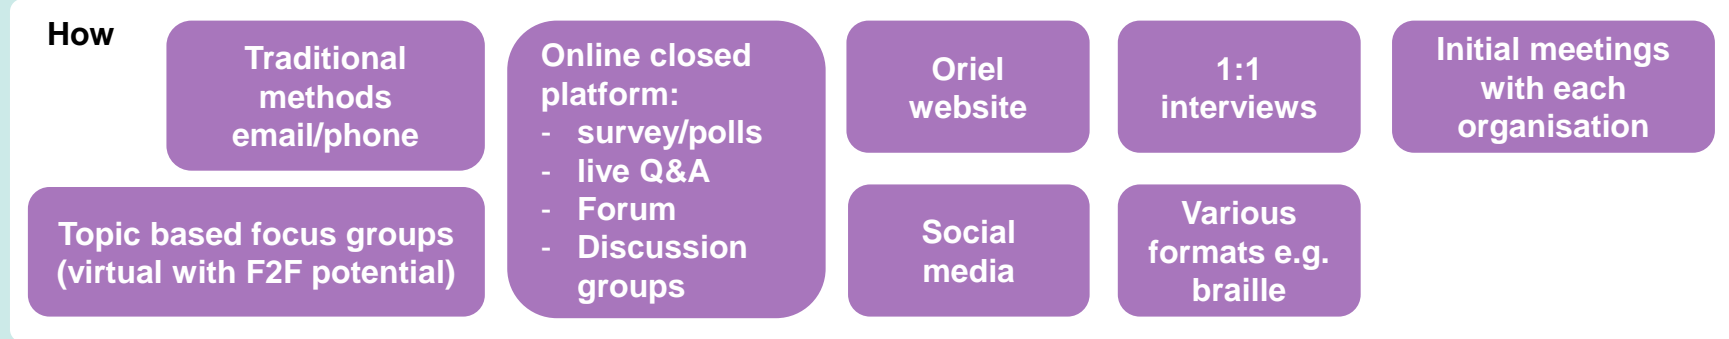 How
Traditional
methods
email/phone
Topic based focus groups
(virtual with F2F potential)
Online closed
platform:
- survey/polls
- live Q&A
- Forum
- Discussion
groups
Oriel
website
Social
media
1:1
interviews
Various
formats e.g.
braille
Initial meetings
with each
organisation